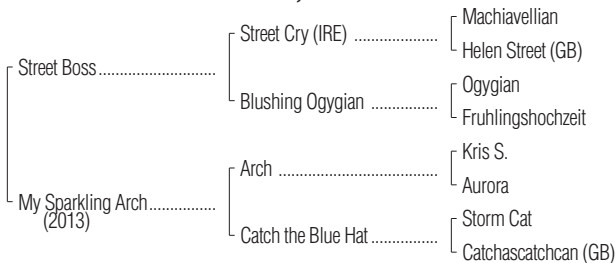 Machiavellian
Street Cry (IRE) ..................
Helen Street (GB)
Street Boss..........................
Ogygian
Blushing Ogygian ..............
Fruhlingshochzeit
Kris S.
Arch ..................................
Aurora
My Sparkling Arch...............
(2013)
Storm Cat
Catch the Blue Hat..............
Catchascatchcan (GB)